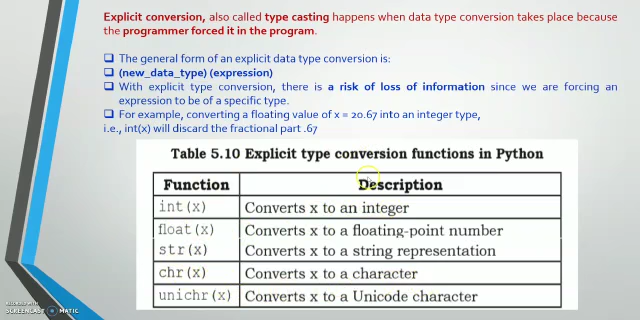 Explicit conversion, also called type casting happens when data type conversion takes place because
the programmer forced it in the program.
❑ The general form of an explicit data type conversion is:
❑ (new_data_type) (expression)
❑ With explicit type conversion, there is a risk of loss of information since we are forcing an
expression to be of a specific type.
❑ For example, converting a floating value of x = 20.67 into an integer type,
i.e., int(x) will discard the fractional part .67
Table 5.10 Explicit type conversion functions in Python
Function Description
int(x) Converts x to an integer
float(x) Converts x to a floating-point number
str(x) Converts x to a string representation
chr(x) Converts x to a character
unichr(x) Converts x to a Unicode character
RECORDED WITH
SCREENCAST MATIC